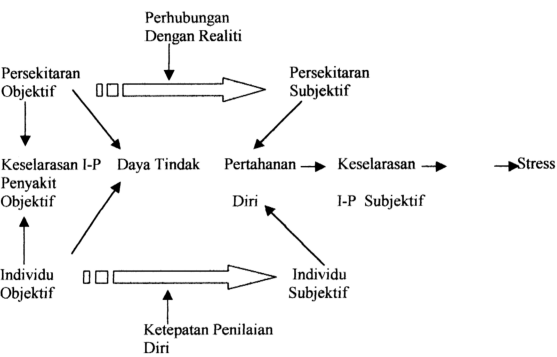 Perhubungan
Dengan Realiti
Persekitaran
Objektif
Persekitaran
Subjektif
Keselarasan I-P
Penyakit
Objektif
Daya Tindak
Pertahanan
Diri
Keselarasan
I-P Subjektif
Stress
Individu
Objektif
Individu
Subjektif
Ketepatan Penilaian
Diri